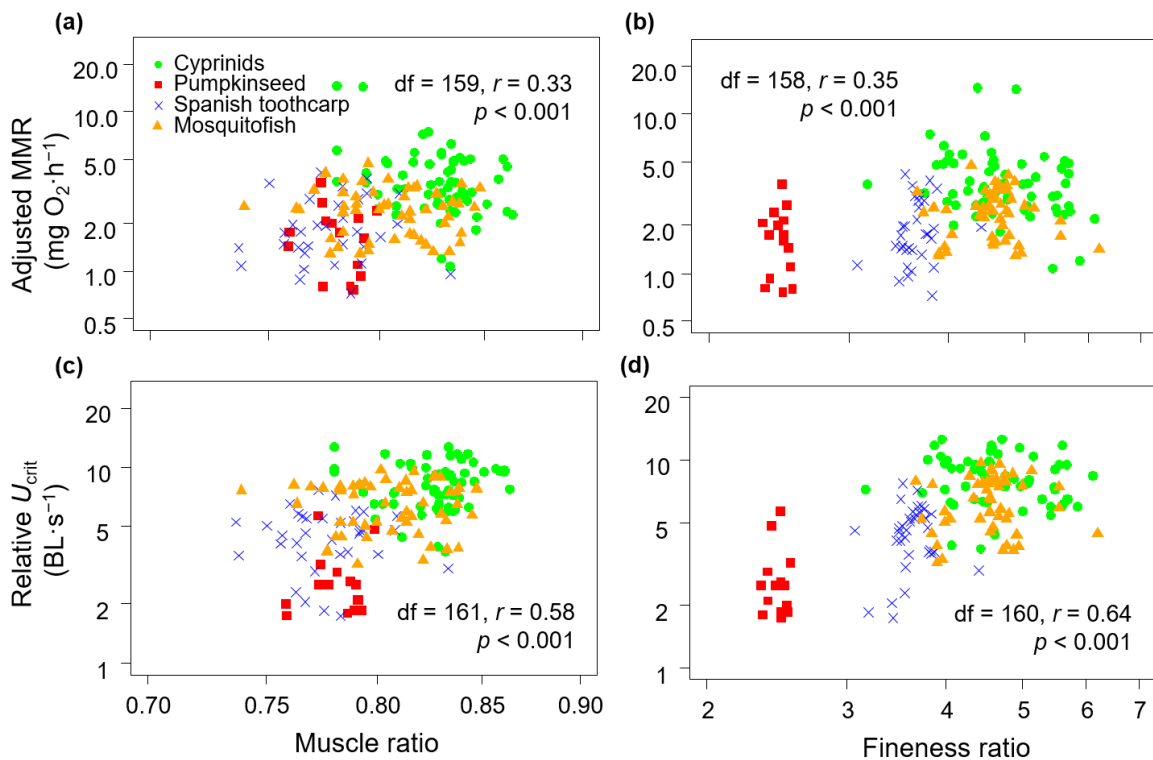 (a)
Cyprinids
Pumpkinseed
Spanish toothcarp
Mosquitofish
df = 159, r = 0.33
p < 0.001
20.0
10.0
5.0
2.0
1.0
0.5
Adjusted MMR
(mg O₂·h⁻¹)
(b)
df = 158, r = 0.35
p < 0.001
20.0
10.0
5.0
2.0
1.0
0.5
(c)
20
10
5
2
1
Relative Ucrit
(BL·s⁻¹)
df = 161, r = 0.58
p < 0.001
0.70 0.75 0.80 0.85 0.90
Muscle ratio
(d)
20
10
5
2
1
df = 160, r = 0.64
p < 0.001
2 3 4 5 6 7
Fineness ratio